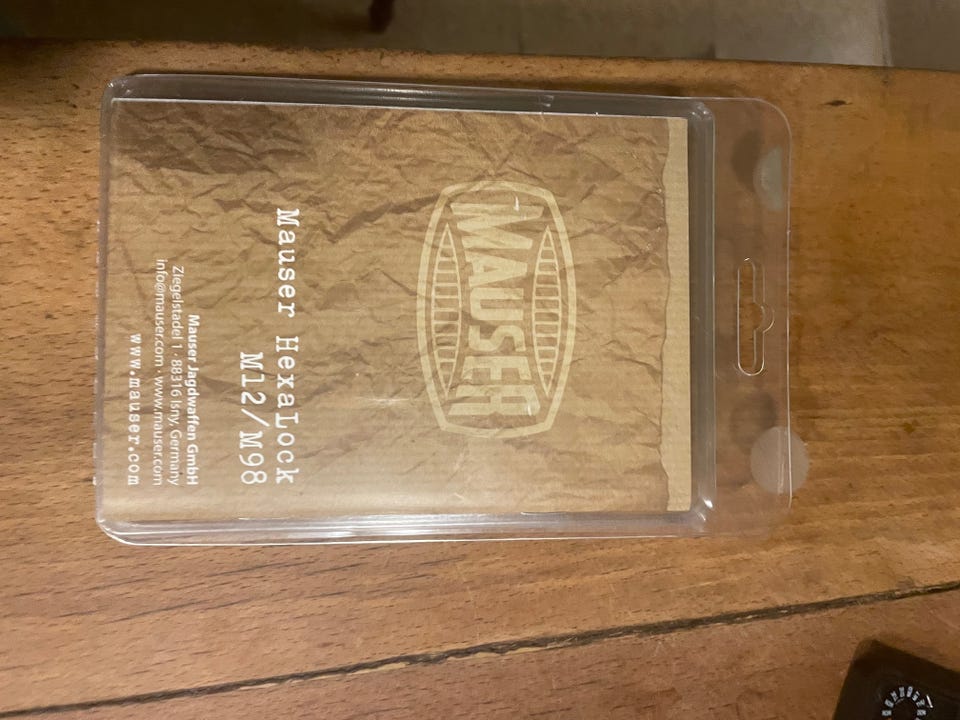 MAUSER
Mauser HexaLock
M12/M98
Mauser Jagdwaffen GmbH
Ziegelstadel 1 · 88316 Isny, Germany
info@mauser.com · www.mauser.com
www.mauser.com